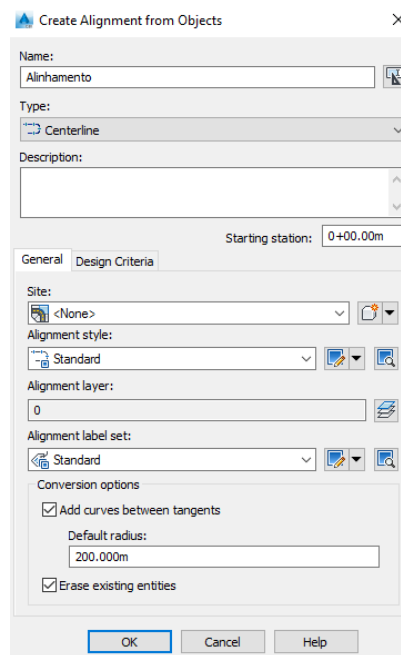 Create Alignment from Objects
Name:
Alinhamento
Type:
Centerline
Description:
Starting station: 0+00.00m
General Design Criteria
Site:
<None>
Alignment style:
Standard
Alignment layer:
0
Alignment label set:
Standard
Conversion options
Add curves between tangents
Default radius:
200.000m
Erase existing entities
OK Cancel Help